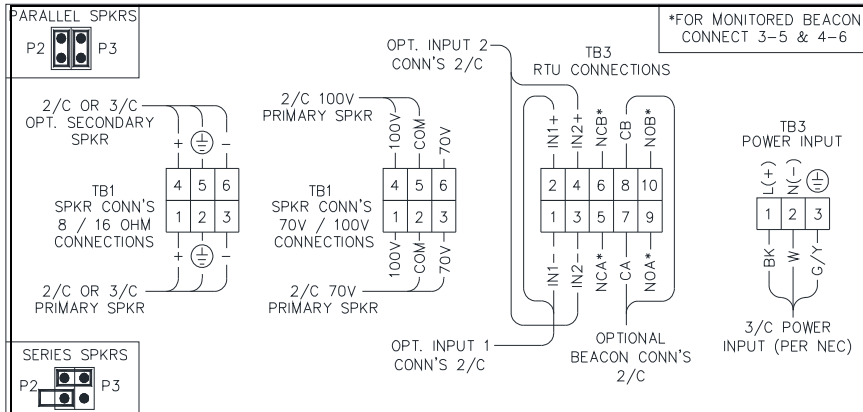 PARALLEL SPKRS
P2 P3
*FOR MONITORED BEACON
CONNECT 3-5 & 4-6
2/C OR 3/C
OPT. SECONDARY
SPKR
+ -
4 5 6
1 2 3
+ -
TB1
SPKR CONN'S
8 / 16 OHM
CONNECTIONS
2/C OR 3/C
PRIMARY SPKR
2/C 100V
PRIMARY SPKR
100V COM 70V
4 5 6
1 2 3
100V COM 70V
TB1
SPKR CONN'S
70V / 100V
CONNECTIONS
2/C 70V
PRIMARY SPKR
OPT. INPUT 2
CONN'S 2/C
TB3
RTU CONNECTIONS
IN1+ IN2+ NCB* CB NOB*
2 4 6 8 10
1 3 5 7 9
IN1- IN2- NCA* CA NOA*
OPT. INPUT 1
CONN'S 2/C
OPTIONAL
BEACON CONN'S
2/C
TB3
POWER INPUT
L(+) N(-)
1 2 3
BK W G/Y
3/C POWER
INPUT (PER NEC)
SERIES SPKRS
P2 P3